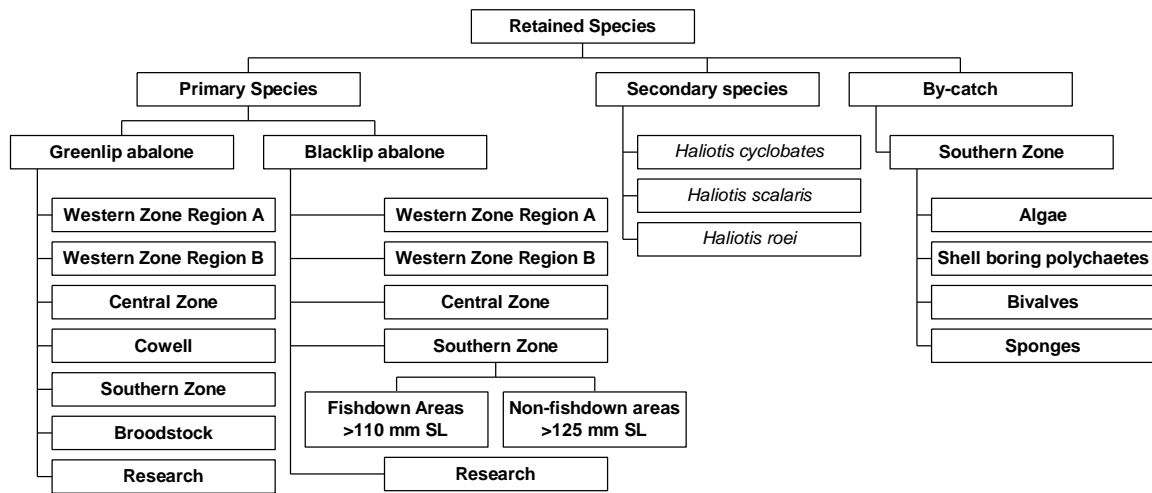 Retained Species
Primary Species
Secondary species
By-catch
Greenlip abalone
Blacklip abalone
Haliotis cyclobates
Southern Zone
Haliotis scalaris
Haliotis roei
Western Zone Region A
Western Zone Region B
Central Zone
Cowell
Southern Zone
Broodstock
Research
Western Zone Region A
Western Zone Region B
Central Zone
Southern Zone
Fishdown Areas
>110 mm SL
Non-fishdown areas
>125 mm SL
Research
Algae
Shell boring polychaetes
Bivalves
Sponges